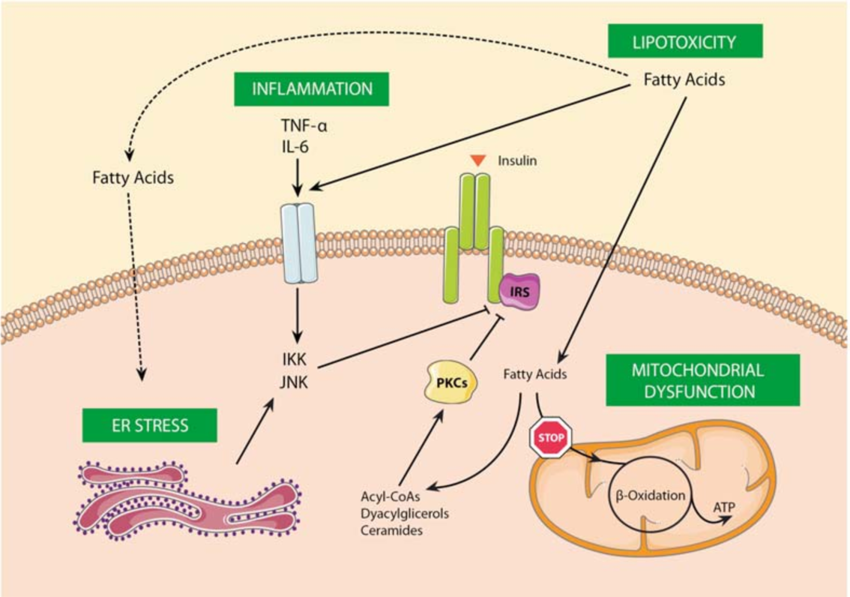 LIPOTOXICITY
Fatty Acids
INFLAMMATION
TNF-α
IL-6
Fatty Acids
Insulin
IRS
IKK
JNK
PKCs
Fatty Acids
MITOCHONDRIAL
DYSFUNCTION
ER STRESS
STOP
β-Oxidation
ATP
Acyl-CoAs
Dyacylglicerols
Ceramides